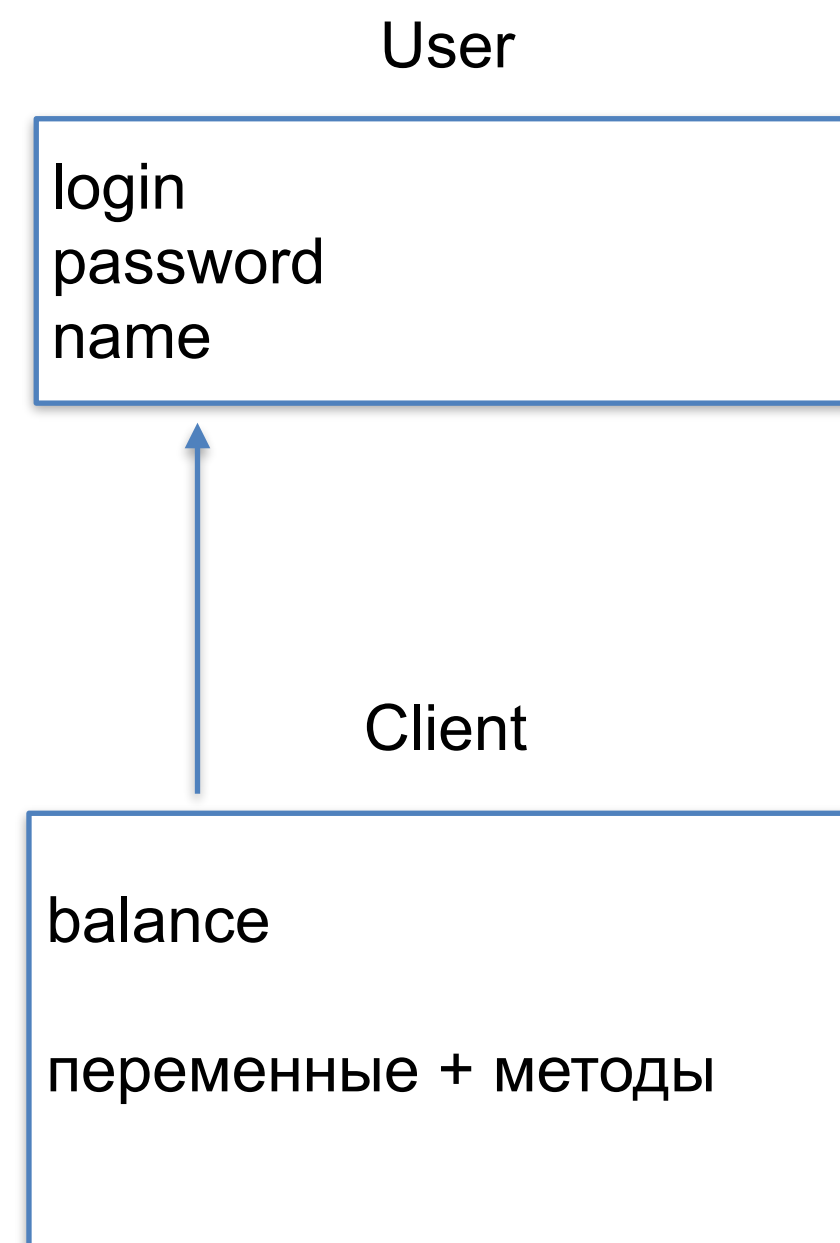 User
login
password
name
Client
balance
переменные + методы